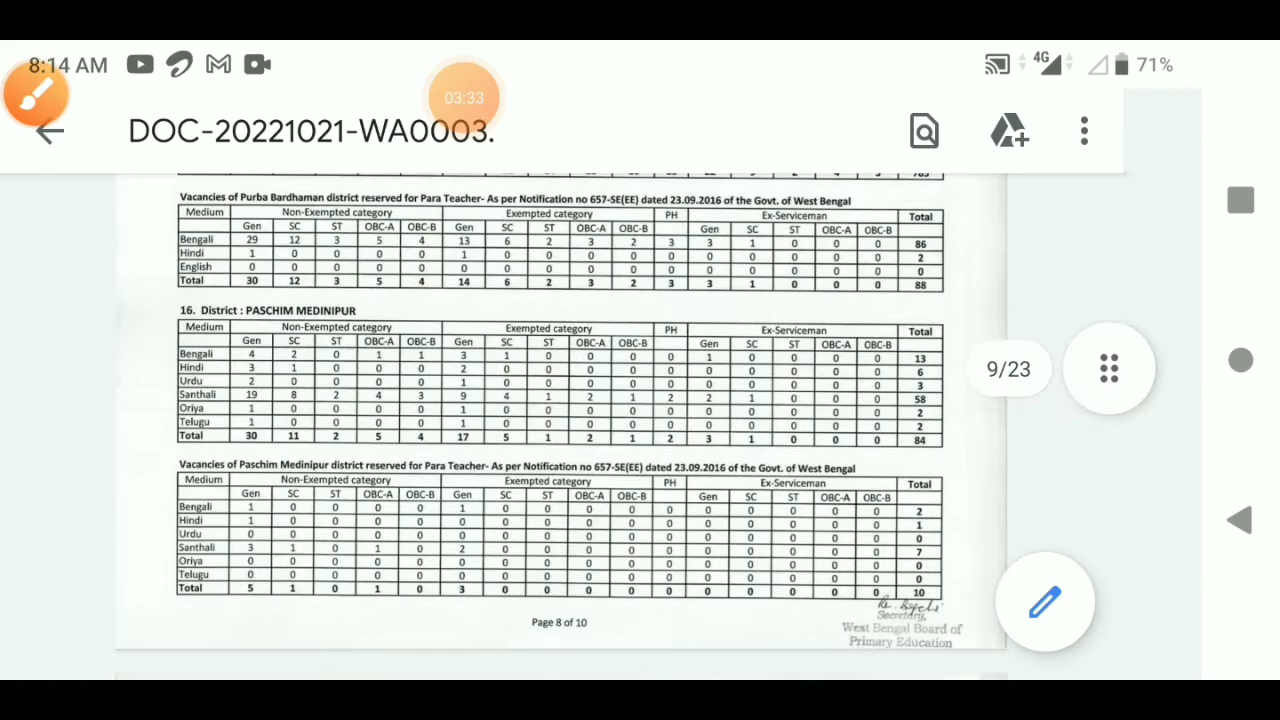 8:14 AM 4G 71%
03:33
DOC-20221021-WA0003.
785
Vacancies of Purba Bardhaman district reserved for Para Teacher- As per Notification no 657-SE(EE) dated 23.09.2016 of the Govt. of West Bengal
Medium Non-Exempted category Exempted category PH Ex-Serviceman Total
Gen SC ST OBC-A OBC-B Gen SC ST OBC-A OBC-B Gen SC ST OBC-A OBC-B
Bengali 29 12 3 5 4 13 6 2 3 2 3 3 1 0 0 0 86
Hindi 1 0 0 0 0 1 0 0 0 0 0 0 0 0 0 0 2
English 0 0 0 0 0 0 0 0 0 0 0 0 0 0 0 0 0
Total 30 12 3 5 4 14 6 2 3 2 3 3 1 0 0 0 88
16. District : PASCHIM MEDINIPUR
Medium Non-Exempted category Exempted category PH Ex-Serviceman Total
Gen SC ST OBC-A OBC-B Gen SC ST OBC-A OBC-B Gen SC ST OBC-A OBC-B
Bengali 4 2 0 1 1 3 1 0 0 0 0 1 0 0 0 0 13
Hindi 3 1 0 0 0 2 0 0 0 0 0 0 0 0 0 0 6
Urdu 2 0 0 0 0 1 0 0 0 0 0 0 0 0 0 0 3
Santhali 19 8 2 4 3 9 4 1 2 1 2 2 1 0 0 0 58
Oriya 1 0 0 0 0 1 0 0 0 0 0 0 0 0 0 0 2
Telugu 1 0 0 0 0 1 0 0 0 0 0 0 0 0 0 0 2
Total 30 11 2 5 4 17 5 1 2 1 2 3 1 0 0 0 84
9/23
Vacancies of Paschim Medinipur district reserved for Para Teacher- As per Notification no 657-SE(EE) dated 23.09.2016 of the Govt. of West Bengal
Medium Non-Exempted category Exempted category PH Ex-Serviceman Total
Gen SC ST OBC-A OBC-B Gen SC ST OBC-A OBC-B Gen SC ST OBC-A OBC-B
Bengali 1 0 0 0 0 1 0 0 0 0 0 0 0 0 0 0 2
Hindi 1 0 0 0 0 0 0 0 0 0 0 0 0 0 0 0 1
Urdu 0 0 0 0 0 0 0 0 0 0 0 0 0 0 0 0 0
Santhali 3 1 0 1 0 2 0 0 0 0 0 0 0 0 0 0 7
Oriya 0 0 0 0 0 0 0 0 0 0 0 0 0 0 0 0 0
Telugu 0 0 0 0 0 0 0 0 0 0 0 0 0 0 0 0 0
Total 5 1 0 1 0 3 0 0 0 0 0 0 0 0 0 0 10
Secretary,
Page 8 of 10
West Bengal Board of
Primary Education